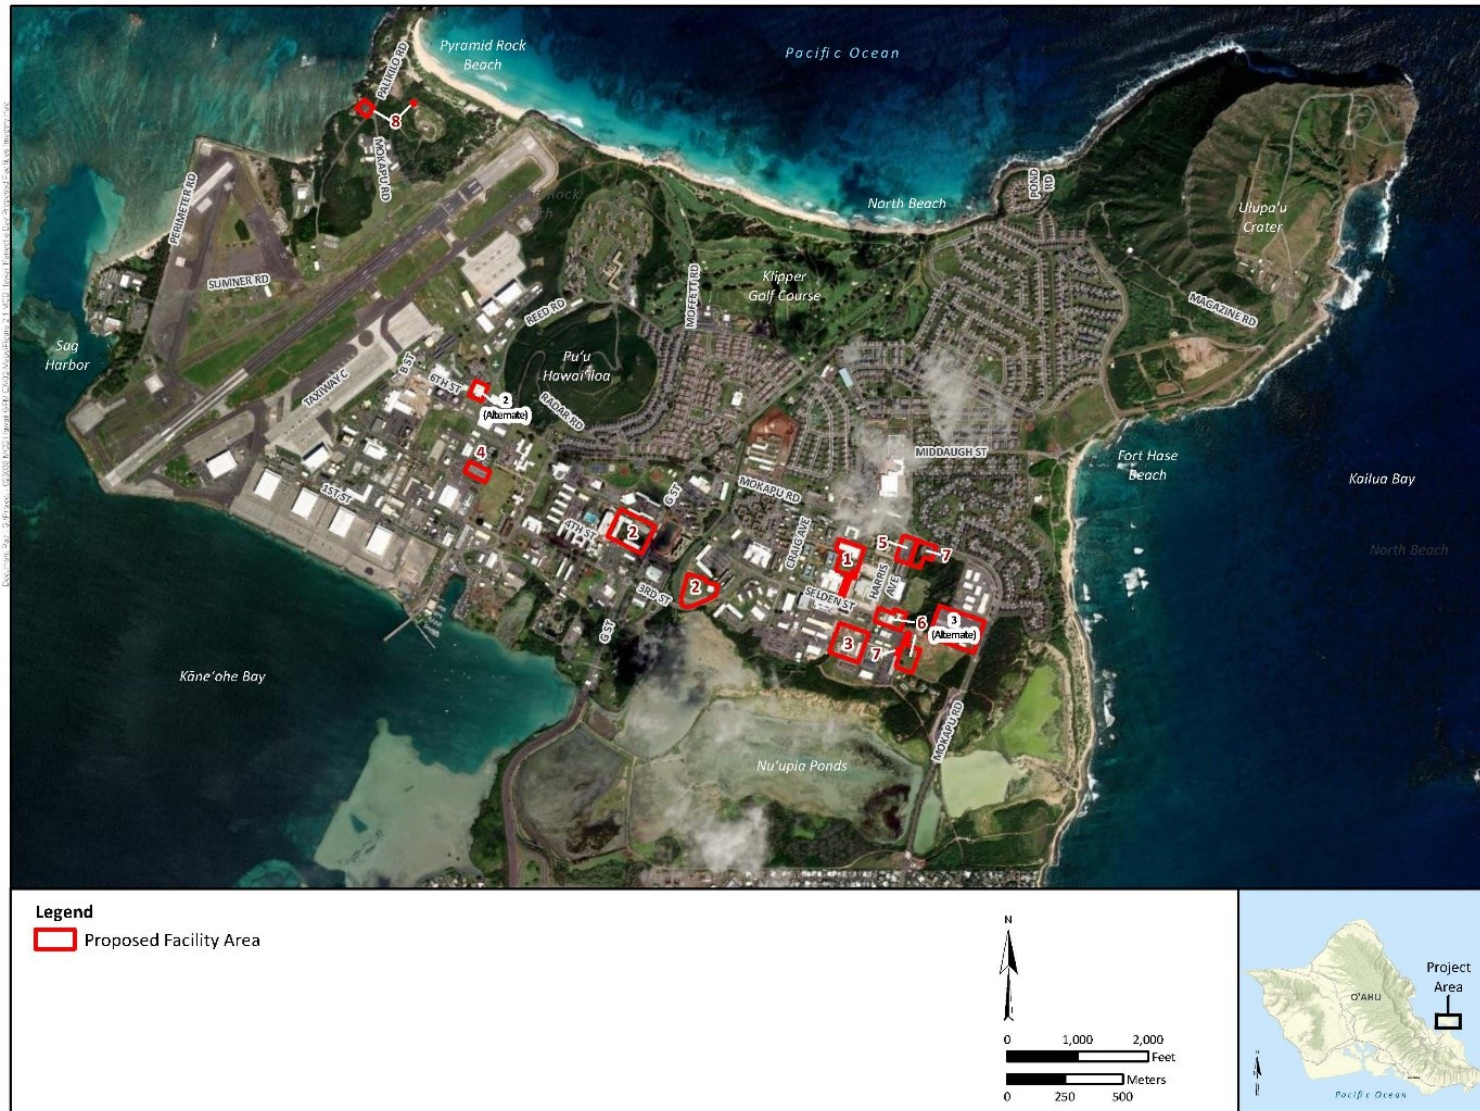 Pacific Ocean
Pyramid Rock
Beach
PALIKILO RD
8
MOKAPU RD
PERIMETER RD
North Beach
POND
RD
Ulupa'u
Crater
SUMNER RD
Klipper
Golf Course
MOFFETT RD
REED RD
MAGAZINE RD
Sag
Harbor
Pu'u
Hawai'iloa
B ST
6TH ST
TAXIWAY C
2
(Alternate)
RADAR RD
4
MIDDAUGH ST
Fort Hase
Beach
Kailua Bay
1ST ST
G ST
MOKAPU RD
4TH ST
2
CRAIG AVE
1
5
7
North Beach
HARRIS
AVE
3RD ST
2
SELDEN ST
6
3
(Alternate)
G ST
3
7
Kāne'ohe Bay
MOKAPU RD
Nu'upia Ponds
Legend
Proposed Facility Area
N
0 1,000 2,000
Feet
Meters
0 250 500
Project
Area
O'AHU
Pacific Ocean